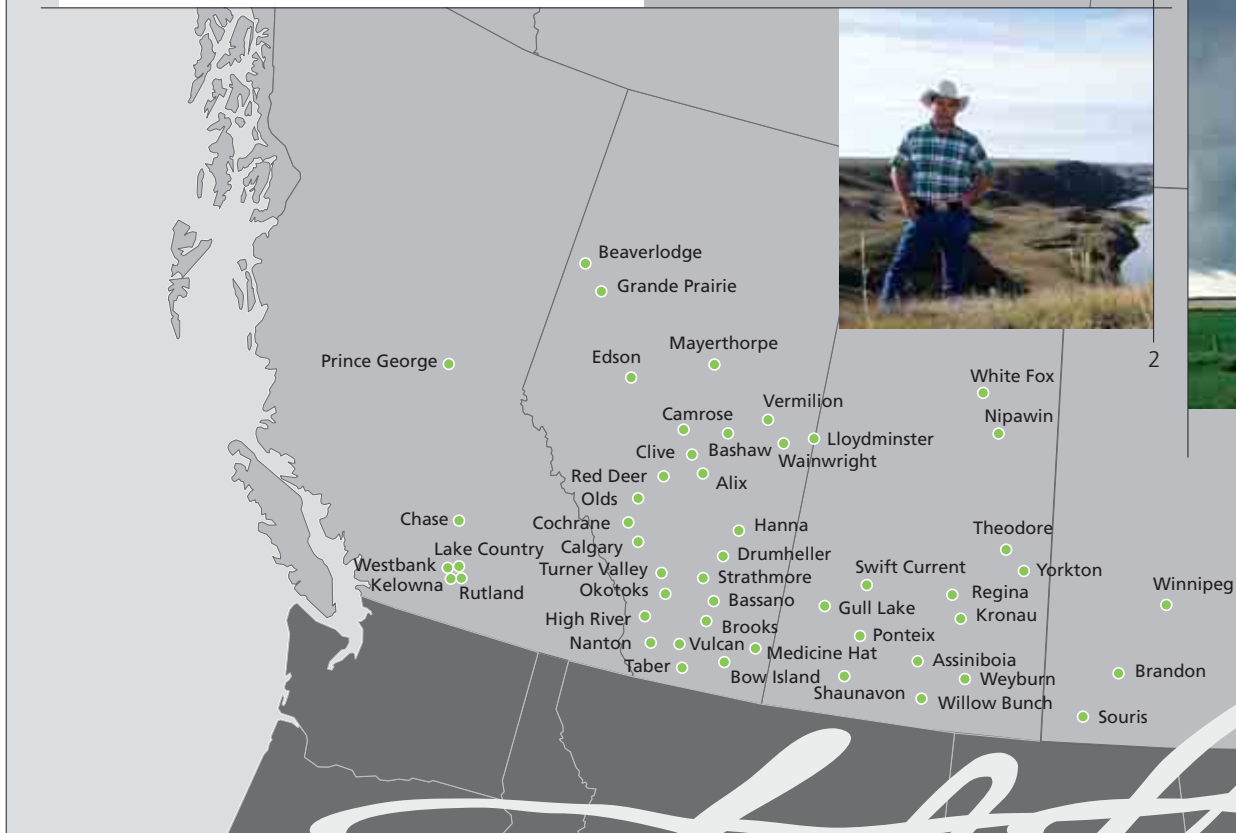 Beaverlodge
Grande Prairie
Mayerthorpe
Edson
Prince George
2
White Fox
Vermilion
Camrose
Nipawin
Lloydminster
Clive
Bashaw
Wainwright
Red Deer
Alix
Olds
Chase
Cochrane
Hanna
Theodore
Calgary
Lake Country
Drumheller
Westbank
Turner Valley
Swift Current
Yorkton
Strathmore
Kelowna
Rutland
Okotoks
Regina
Winnipeg
Bassano
Gull Lake
Kronau
High River
Brooks
Ponteix
Nanton
Vulcan
Medicine Hat
Assiniboia
Taber
Bow Island
Weyburn
Brandon
Shaunavon
Willow Bunch
Souris